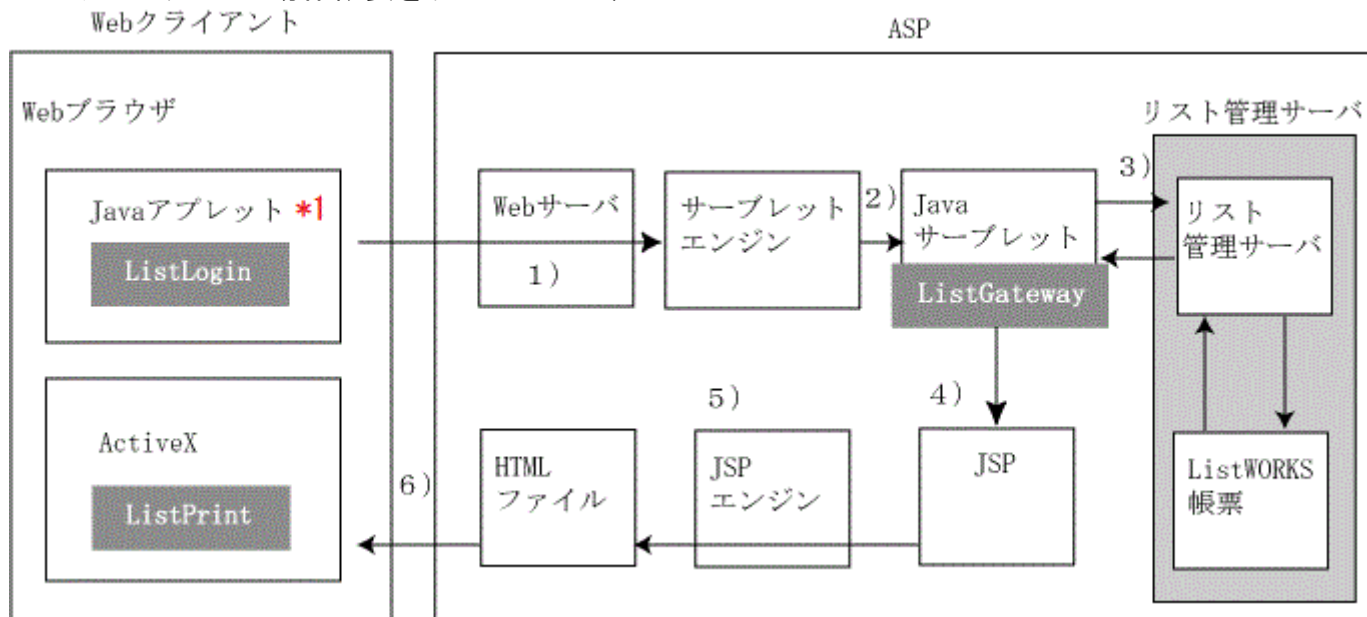 Webクライアント
ASP
Webブラウザ
リスト管理サーバ
Javaアプレット *1
ListLogin
1)
Webサーバ
サーブレット
エンジン
2)
Java
サーブレット
ListGateway
3)
リスト
管理サーバ
ActiveX
ListPrint
6)
HTML
ファイル
5)
JSP
エンジン
4)
JSP
ListWORKS
帳票